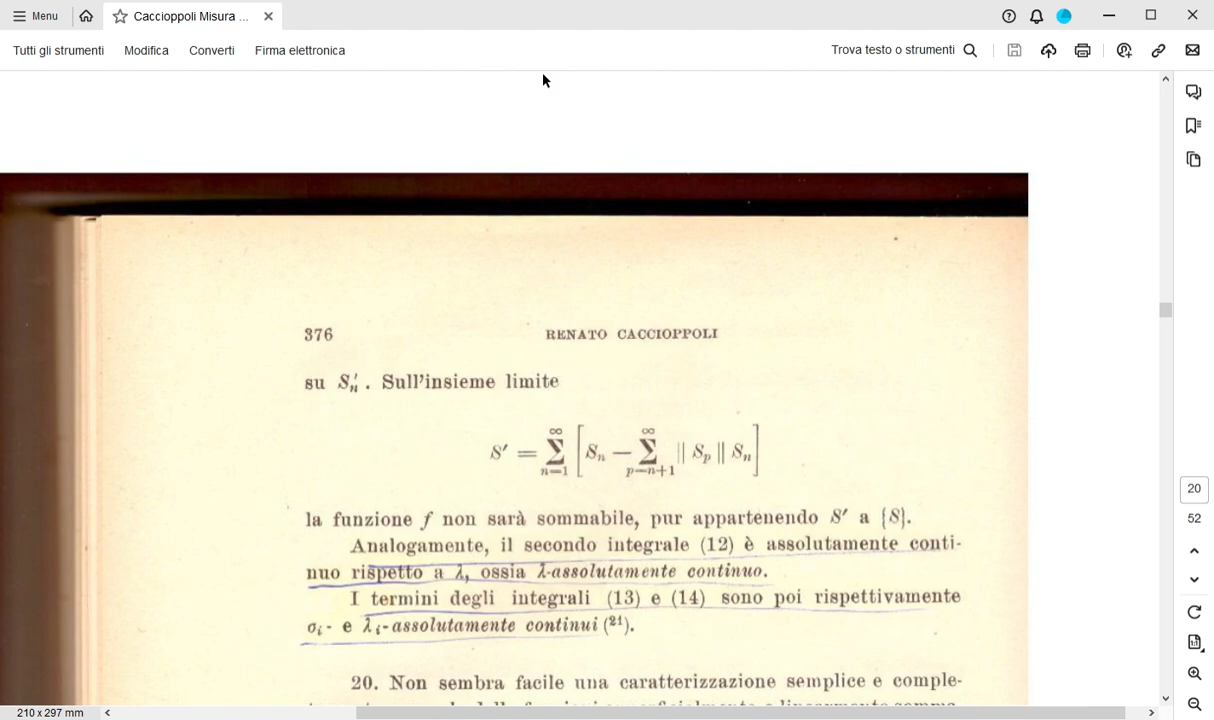 Menu
Caccioppoli Misura ...
Tutti gli strumenti Modifica Converti Firma elettronica
Trova testo o strumenti
376 RENATO CACCIOPPOLI
su S′ₙ . Sull'insieme limite
S′ = ∑_{n=1}^{∞} [ Sₙ — ∑_{p=n+1}^{∞} || Sₚ || Sₙ ]
la funzione f non sarà sommabile, pur appartenendo S′ a {S}.
Analogamente, il secondo integrale (12) è assolutamente conti-
nuo rispetto a λ, ossia λ-assolutamente continuo.
I termini degli integrali (13) e (14) sono poi rispettivamente
σᵢ- e λᵢ-assolutamente continui (²¹).
20. Non sembra facile una caratterizzazione semplice e comple-
20
52
210 x 297 mm